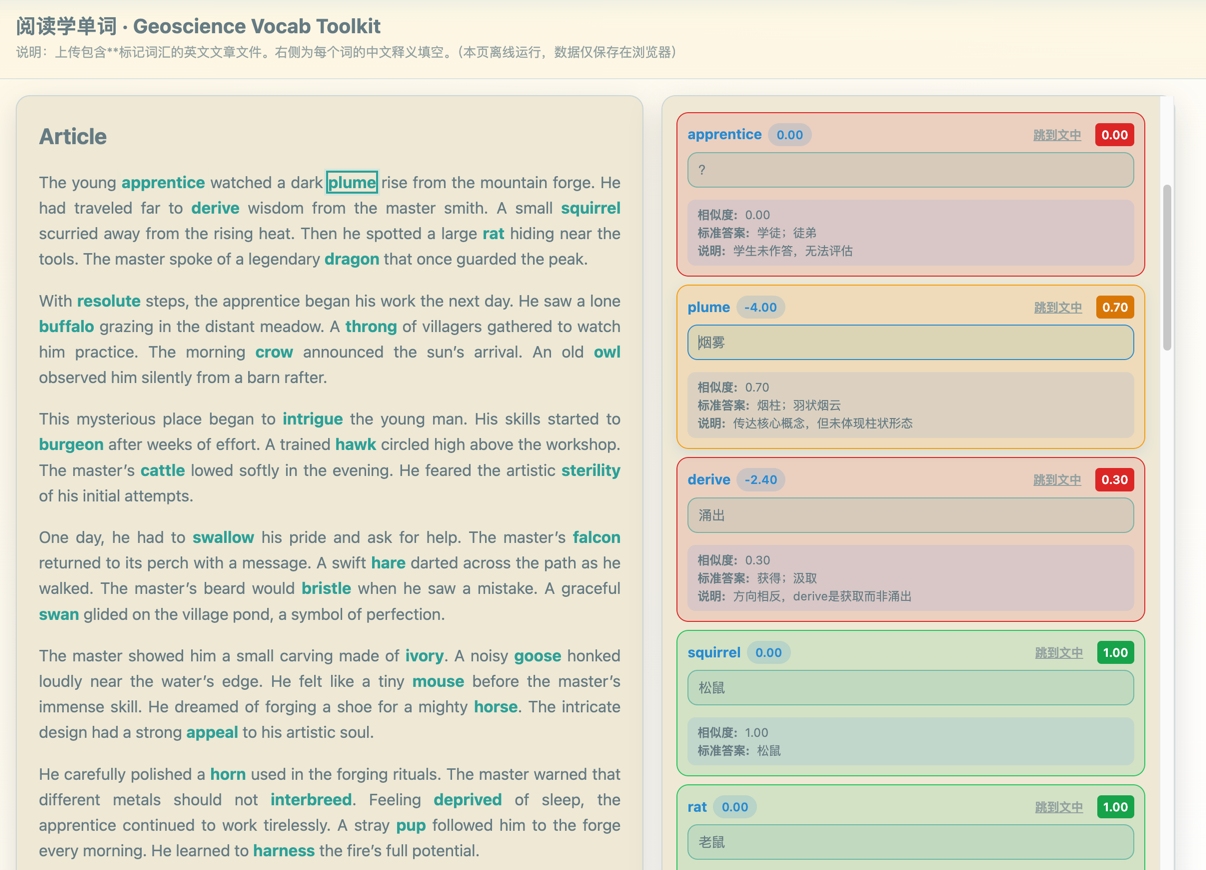 阅读学单词 · Geoscience Vocab Toolkit
说明：上传包含**标记词汇的英文文章文件。右侧为每个词的中文释义填空。（本页离线运行，数据仅保存在浏览器）
Article
The young apprentice watched a dark plume rise from the mountain forge. He
had traveled far to derive wisdom from the master smith. A small squirrel
scurried away from the rising heat. Then he spotted a large rat hiding near the
tools. The master spoke of a legendary dragon that once guarded the peak.
With resolute steps, the apprentice began his work the next day. He saw a lone
buffalo grazing in the distant meadow. A throng of villagers gathered to watch
him practice. The morning crow announced the sun’s arrival. An old owl
observed him silently from a barn rafter.
This mysterious place began to intrigue the young man. His skills started to
burgeon after weeks of effort. A trained hawk circled high above the workshop.
The master’s cattle lowed softly in the evening. He feared the artistic sterility
of his initial attempts.
One day, he had to swallow his pride and ask for help. The master’s falcon
returned to its perch with a message. A swift hare darted across the path as he
walked. The master’s beard would bristle when he saw a mistake. A graceful
swan glided on the village pond, a symbol of perfection.
The master showed him a small carving made of ivory. A noisy goose honked
loudly near the water’s edge. He felt like a tiny mouse before the master’s
immense skill. He dreamed of forging a shoe for a mighty horse. The intricate
design had a strong appeal to his artistic soul.
He carefully polished a horn used in the forging rituals. The master warned that
different metals should not interbreed. Feeling deprived of sleep, the
apprentice continued to work tirelessly. A stray pup followed him to the forge
every morning. He learned to harness the fire’s full potential.
apprentice 0.00 跳到文中 0.00
?
相似度： 0.00
标准答案：学徒；徒弟
说明：学生未作答，无法评估
plume -4.00 跳到文中 0.70
烟雾
相似度： 0.70
标准答案：烟柱；羽状烟云
说明：传达核心概念，但未体现柱状形态
derive -2.40 跳到文中 0.30
涌出
相似度： 0.30
标准答案：获得；汲取
说明：方向相反，derive是获取而非涌出
squirrel 0.00 跳到文中 1.00
松鼠
相似度： 1.00
标准答案：松鼠
rat 0.00 跳到文中 1.00
老鼠